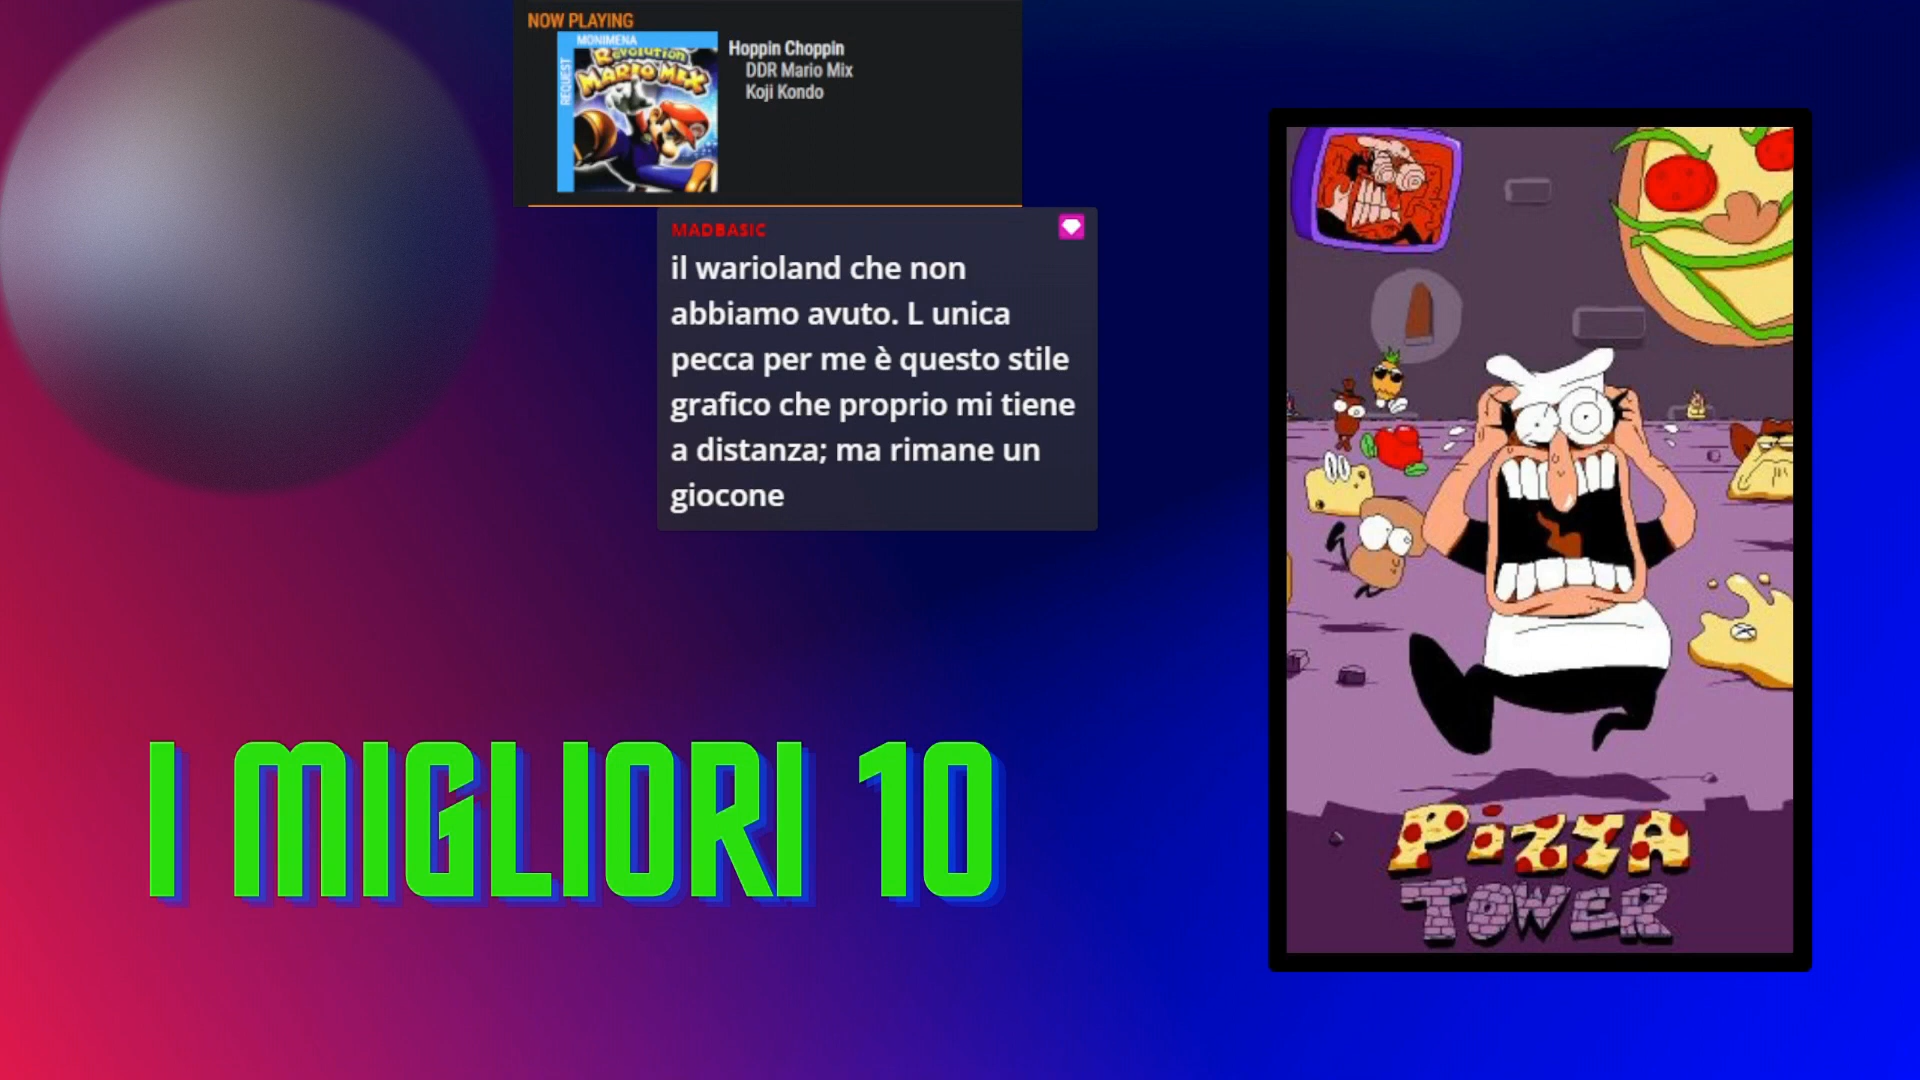 NOW PLAYING
MONIMENA
REQUEST
Revolution
MARIO MIX
Hoppin Choppin
DDR Mario Mix
Koji Kondo
MADBASIC
il warioland che non
abbiamo avuto. L unica
pecca per me è questo stile
grafico che proprio mi tiene
a distanza; ma rimane un
giocone
I MIGLIORI 10
PIZZA
TOWER